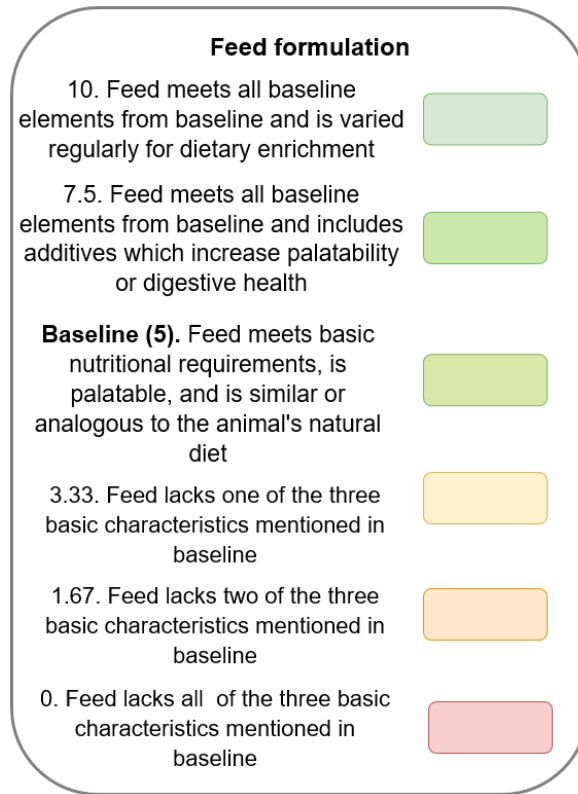 Feed formulation
10. Feed meets all baseline
elements from baseline and is varied
regularly for dietary enrichment
7.5. Feed meets all baseline
elements from baseline and includes
additives which increase palatability
or digestive health
Baseline (5). Feed meets basic
nutritional requirements, is
palatable, and is similar or
analogous to the animal's natural
diet
3.33. Feed lacks one of the three
basic characteristics mentioned in
baseline
1.67. Feed lacks two of the three
basic characteristics mentioned in
baseline
0. Feed lacks all of the three basic
characteristics mentioned in
baseline